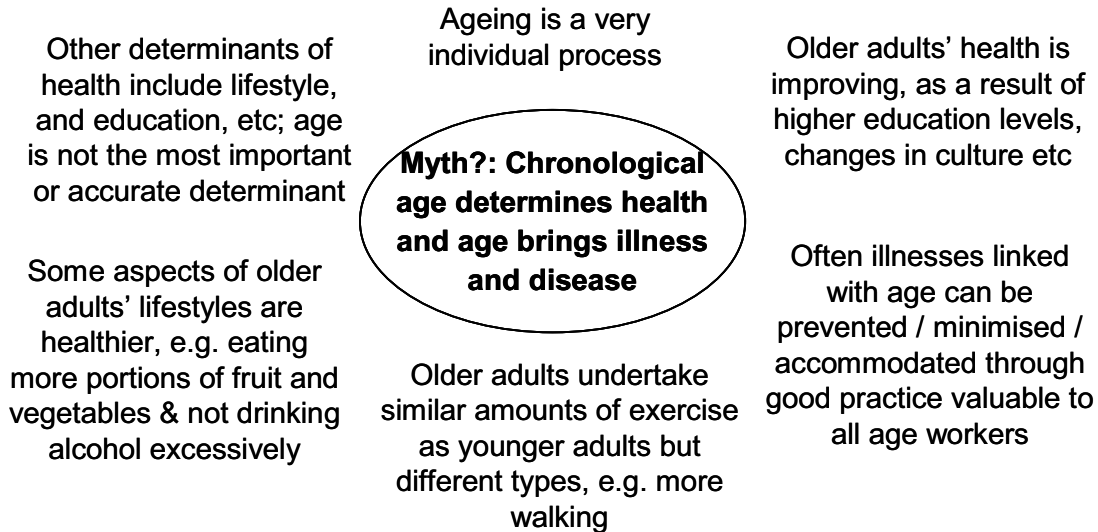 Ageing is a very
individual process
Other determinants of
health include lifestyle,
and education, etc; age
is not the most important
or accurate determinant
Older adults’ health is
improving, as a result of
higher education levels,
changes in culture etc
Myth?: Chronological
age determines health
and age brings illness
and disease
Some aspects of older
adults’ lifestyles are
healthier, e.g. eating
more portions of fruit and
vegetables & not drinking
alcohol excessively
Older adults undertake
similar amounts of exercise
as younger adults but
different types, e.g. more
walking
Often illnesses linked
with age can be
prevented / minimised /
accommodated through
good practice valuable to
all age workers